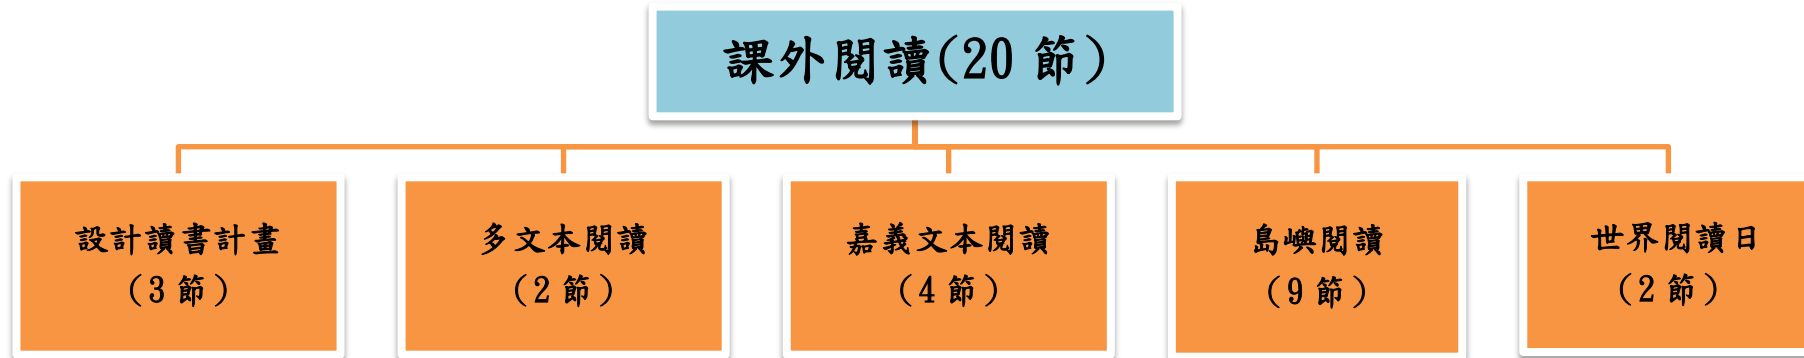 課外閱讀(20 節)
設計讀書計畫
(3 節)
多文本閱讀
(2 節)
嘉義文本閱讀
(4 節)
島嶼閱讀
(9 節)
世界閱讀日
(2 節)